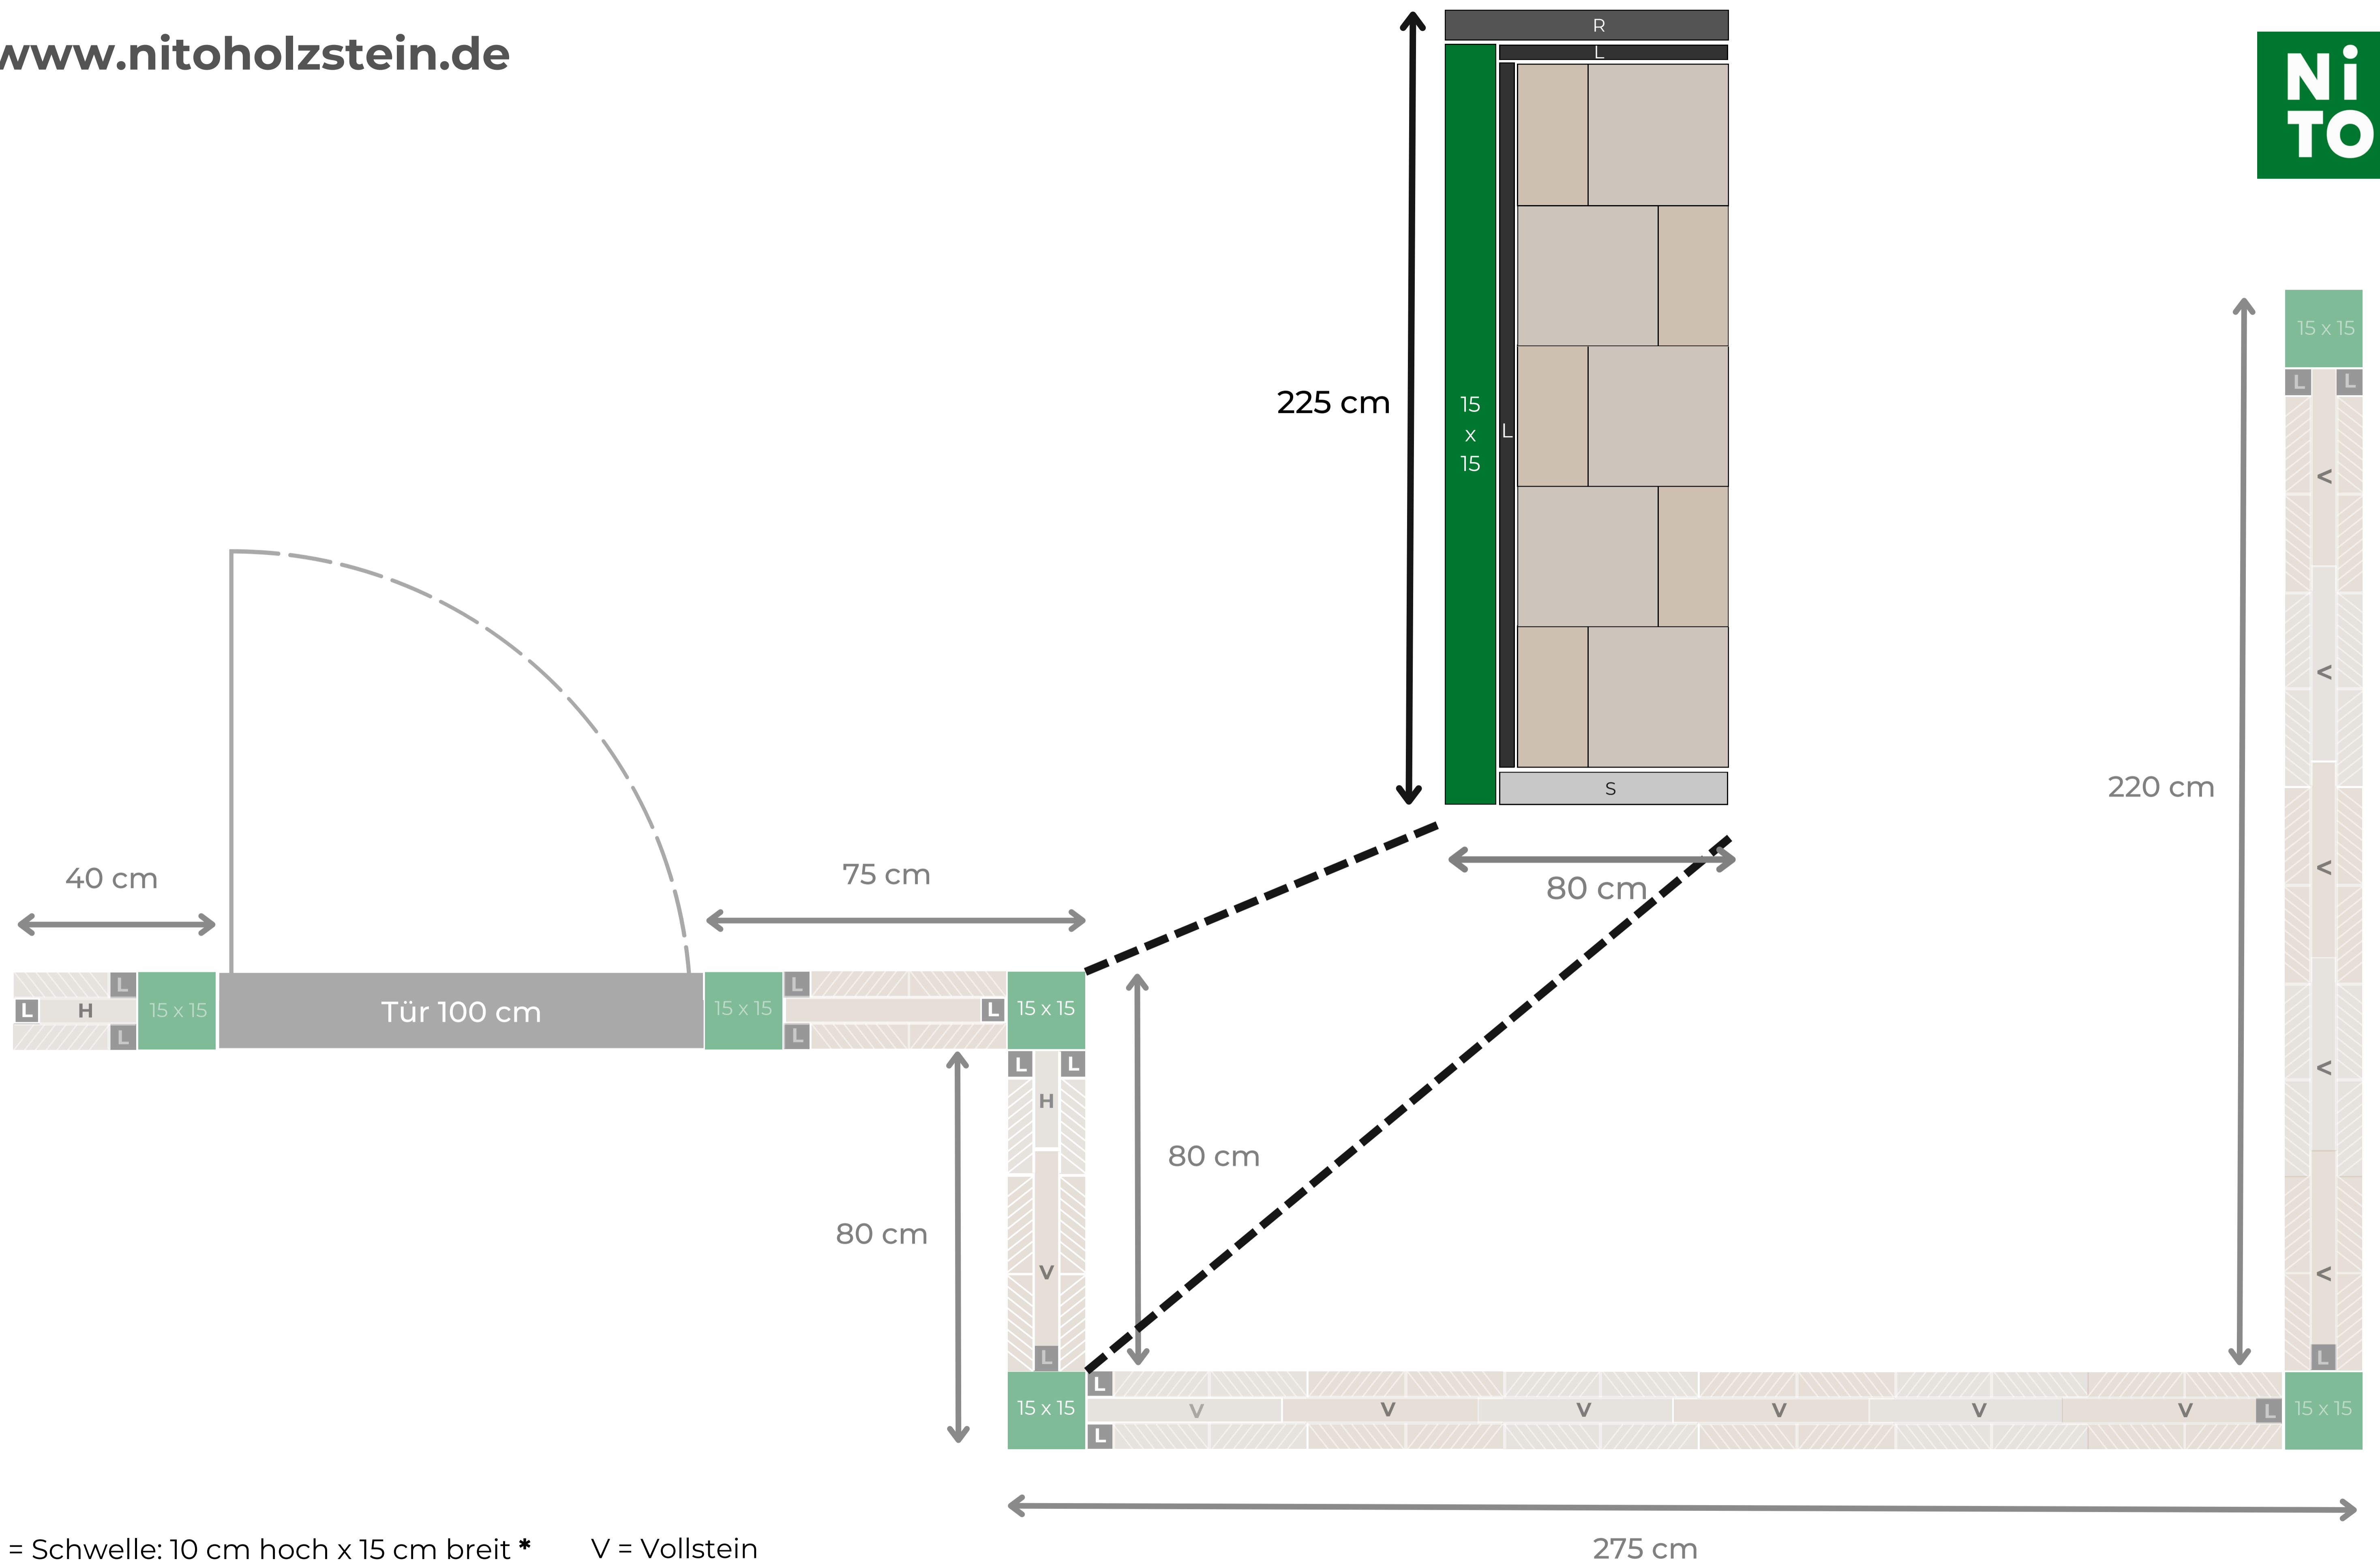 www.nitoholzstein.de
Ni
TO
R
L
225 cm
15
x
15
L
S
80 cm
15 x 15
L L
V
V
220 cm
V
V
V
L
40 cm
75 cm
L
L H
L
15 x 15
Tür 100 cm
15 x 15
L
L
L
15 x 15
L L
H
80 cm
80 cm
V
L
15 x 15
L
V V V V V V L
L
15 x 15
275 cm
= Schwelle: 10 cm hoch x 15 cm breit *
V = Vollstein